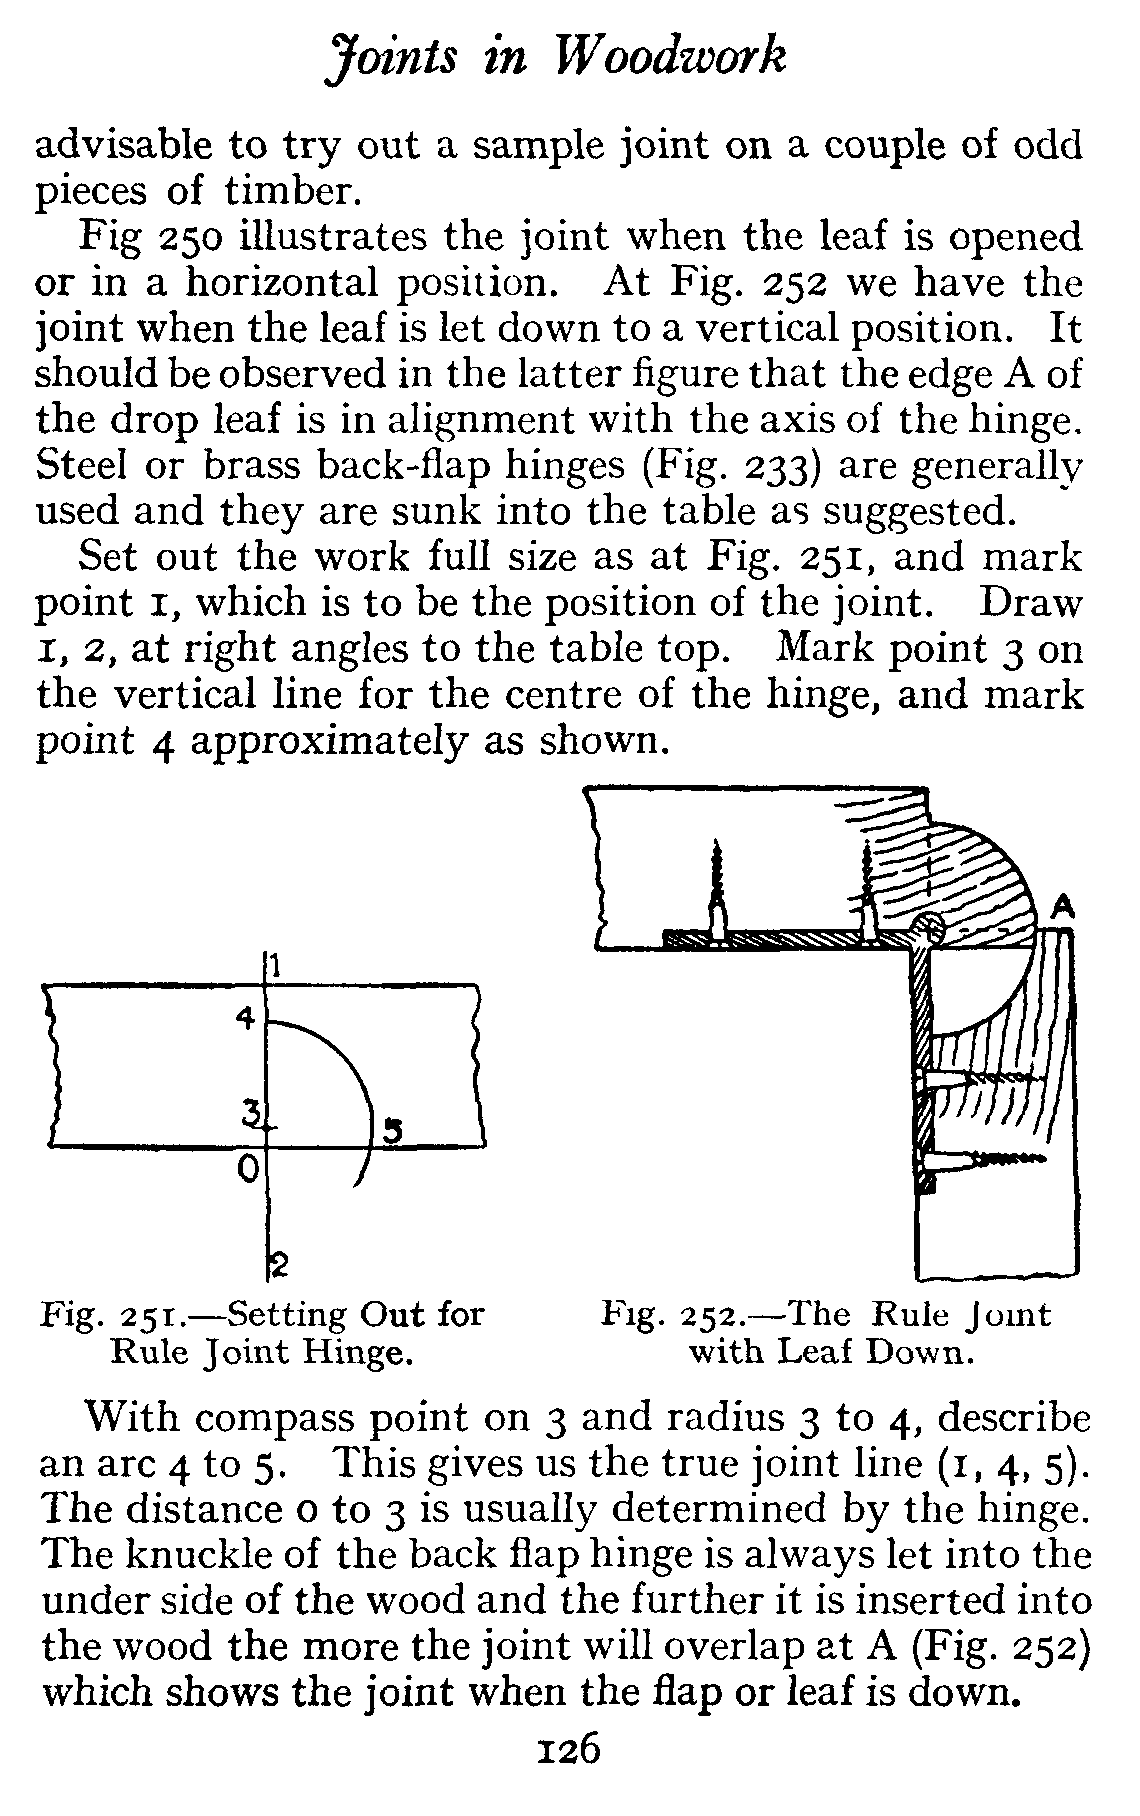 Joints in Woodwork
advisable to try out a sample joint on a couple of odd
pieces of timber.
Fig 250 illustrates the joint when the leaf is opened
or in a horizontal position. At Fig. 252 we have the
joint when the leaf is let down to a vertical position. It
should be observed in the latter figure that the edge A of
the drop leaf is in alignment with the axis of the hinge.
Steel or brass back-flap hinges (Fig. 233) are generally
used and they are sunk into the table as suggested.
Set out the work full size as at Fig. 251, and mark
point 1, which is to be the position of the joint. Draw
1, 2, at right angles to the table top. Mark point 3 on
the vertical line for the centre of the hinge, and mark
point 4 approximately as shown.
1
4
3
5
0
2
A
Fig. 251.—Setting Out for
Rule Joint Hinge.
Fig. 252.—The Rule Joint
with Leaf Down.
With compass point on 3 and radius 3 to 4, describe
an arc 4 to 5. This gives us the true joint line (1, 4, 5).
The distance 0 to 3 is usually determined by the hinge.
The knuckle of the back flap hinge is always let into the
under side of the wood and the further it is inserted into
the wood the more the joint will overlap at A (Fig. 252)
which shows the joint when the flap or leaf is down.
126